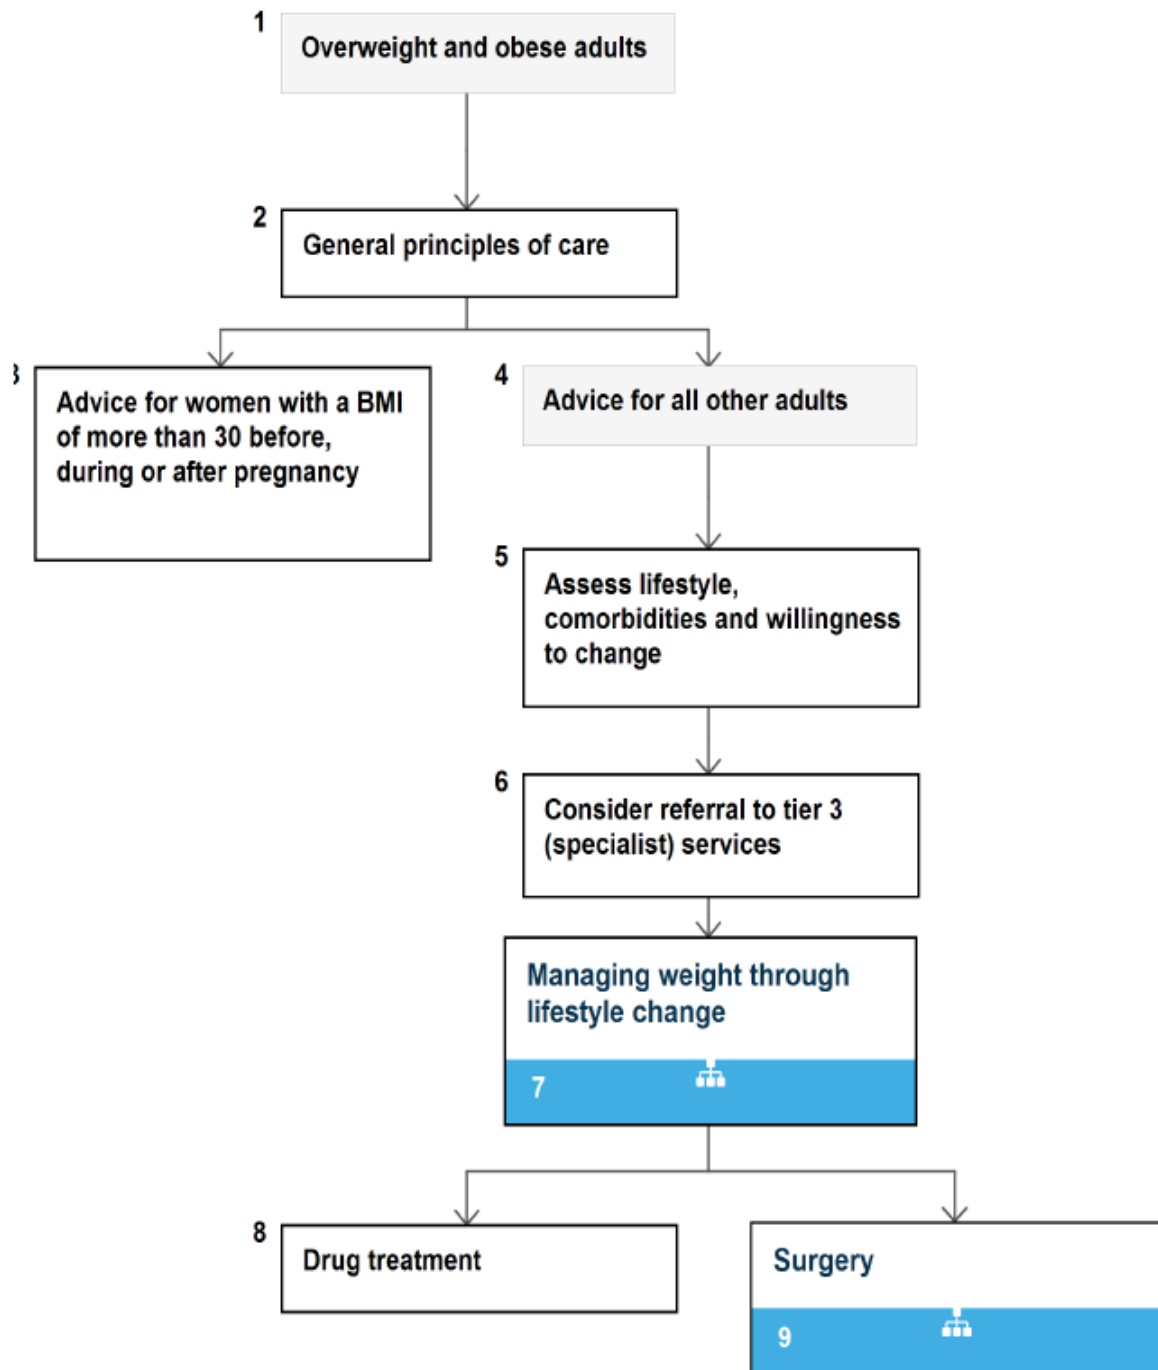 1
Overweight and obese adults
2
General principles of care
3
Advice for women with a BMI
of more than 30 before,
during or after pregnancy
4
Advice for all other adults
5
Assess lifestyle,
comorbidities and willingness
to change
6
Consider referral to tier 3
(specialist) services
Managing weight through
lifestyle change
7
8
Drug treatment
Surgery
9